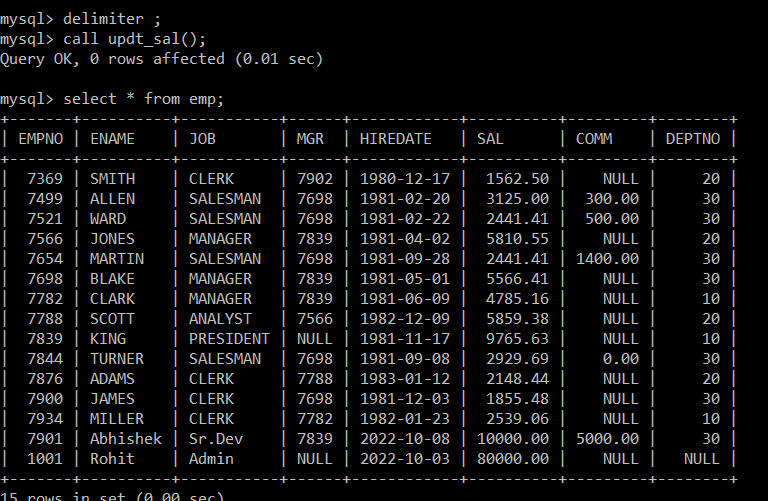 mysql> delimiter ;
mysql> call updt_sal();
Query OK, 0 rows affected (0.01 sec)
mysql> select * from emp;
+-------+----------+-----------+------+------------+----------+---------+--------+
| EMPNO | ENAME    | JOB       | MGR  | HIREDATE   | SAL      | COMM    | DEPTNO |
+-------+----------+-----------+------+------------+----------+---------+--------+
|  7369 | SMITH    | CLERK     | 7902 | 1980-12-17 |  1562.50 |    NULL |     20 |
|  7499 | ALLEN    | SALESMAN  | 7698 | 1981-02-20 |  3125.00 |  300.00 |     30 |
|  7521 | WARD     | SALESMAN  | 7698 | 1981-02-22 |  2441.41 |  500.00 |     30 |
|  7566 | JONES    | MANAGER   | 7839 | 1981-04-02 |  5810.55 |    NULL |     20 |
|  7654 | MARTIN   | SALESMAN  | 7698 | 1981-09-28 |  2441.41 | 1400.00 |     30 |
|  7698 | BLAKE    | MANAGER   | 7839 | 1981-05-01 |  5566.41 |    NULL |     30 |
|  7782 | CLARK    | MANAGER   | 7839 | 1981-06-09 |  4785.16 |    NULL |     10 |
|  7788 | SCOTT    | ANALYST   | 7566 | 1982-12-09 |  5859.38 |    NULL |     20 |
|  7839 | KING     | PRESIDENT | NULL | 1981-11-17 |  9765.63 |    NULL |     10 |
|  7844 | TURNER   | SALESMAN  | 7698 | 1981-09-08 |  2929.69 |    0.00 |     30 |
|  7876 | ADAMS    | CLERK     | 7788 | 1983-01-12 |  2148.44 |    NULL |     20 |
|  7900 | JAMES    | CLERK     | 7698 | 1981-12-03 |  1855.48 |    NULL |     30 |
|  7934 | MILLER   | CLERK     | 7782 | 1982-01-23 |  2539.06 |    NULL |     10 |
|  7901 | Abhishek | Sr.Dev    | 7839 | 2022-10-08 | 10000.00 | 5000.00 |     30 |
|  1001 | Rohit    | Admin     | NULL | 2022-10-03 | 80000.00 |    NULL |   NULL |
+-------+----------+-----------+------+------------+----------+---------+--------+
15 rows in set (0.00 sec)